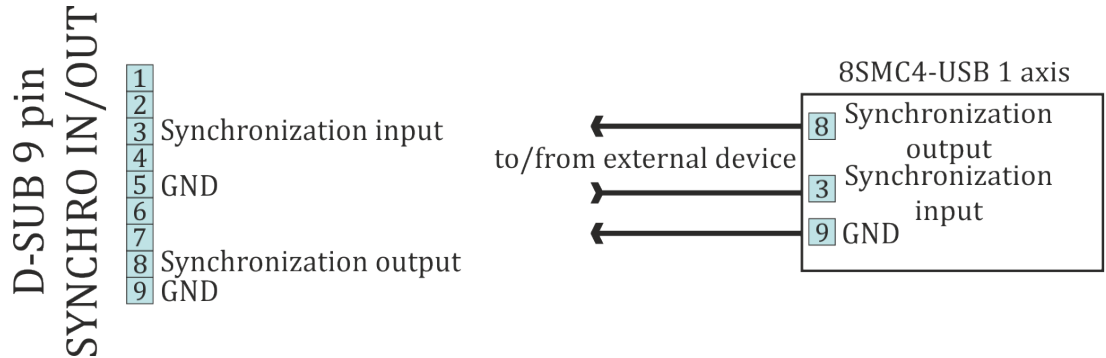 D-SUB 9 pin
SYNCHRO IN/OUT
1
2
3 Synchronization input
4
5 GND
6
7
8 Synchronization output
9 GND
to/from external device
8SMC4-USB 1 axis
8 Synchronization
output
3 Synchronization
input
9 GND